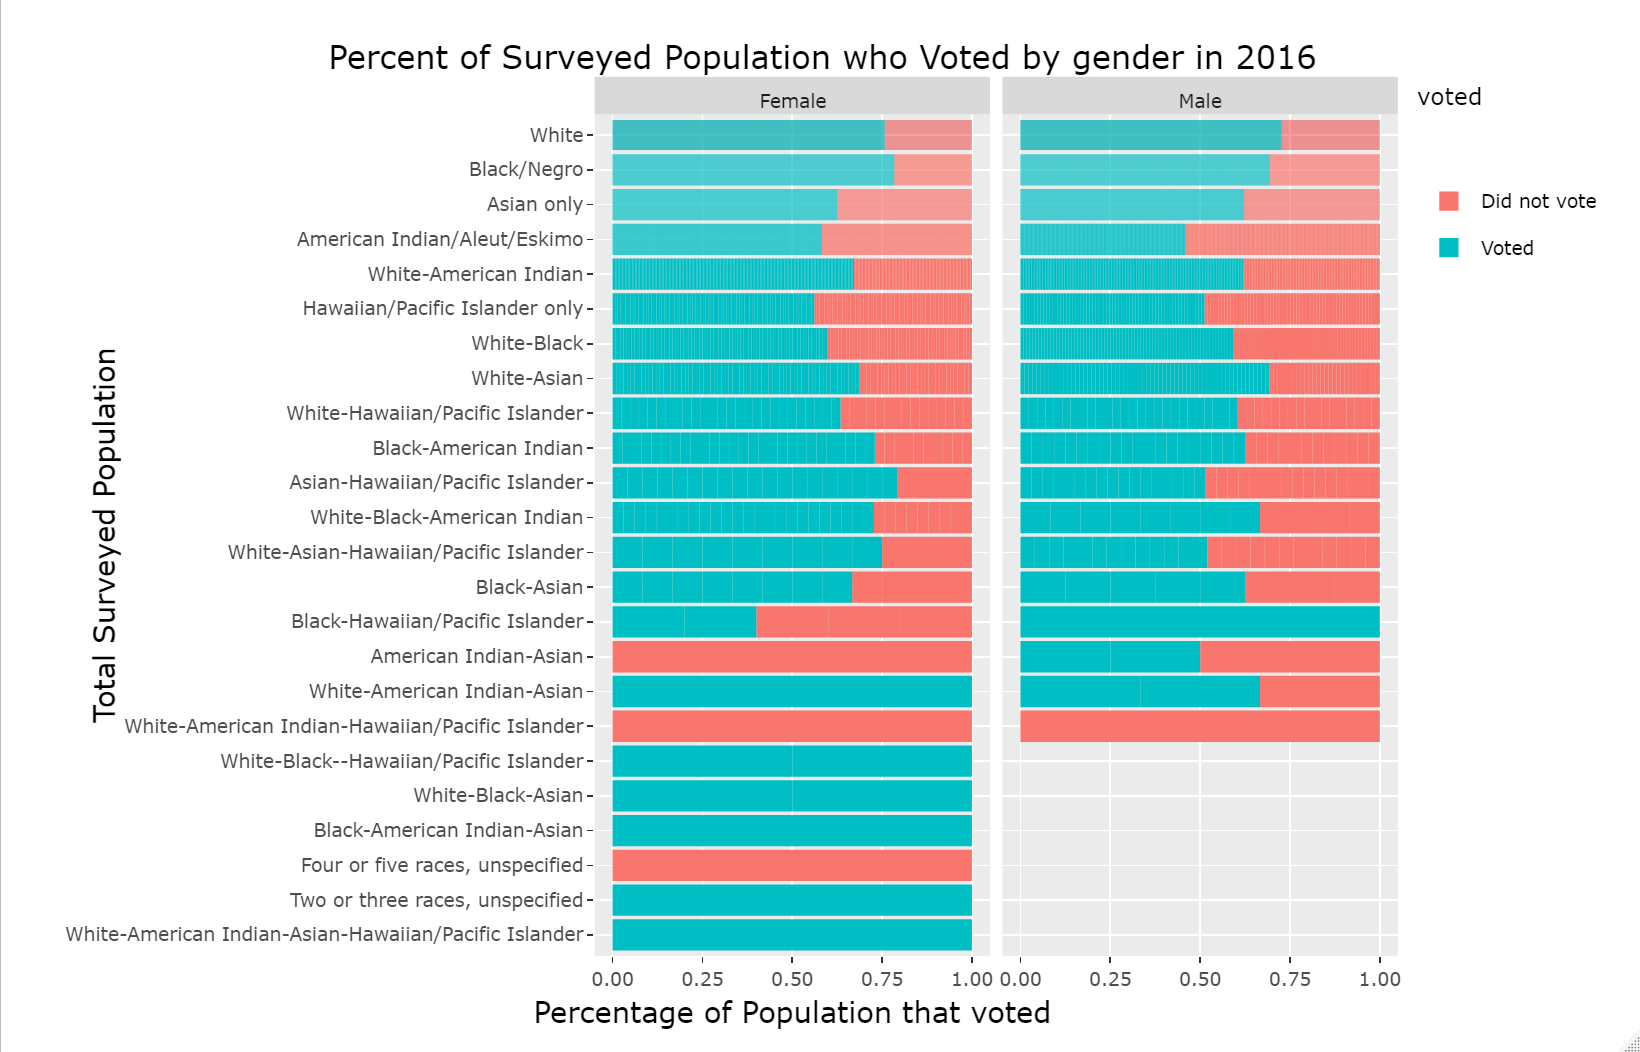 Percent of Surveyed Population who Voted by gender in 2016
Female
Male
voted
Did not vote
Voted
Total Surveyed Population
White
Black/Negro
Asian only
American Indian/Aleut/Eskimo
White-American Indian
Hawaiian/Pacific Islander only
White-Black
White-Asian
White-Hawaiian/Pacific Islander
Black-American Indian
Asian-Hawaiian/Pacific Islander
White-Black-American Indian
White-Asian-Hawaiian/Pacific Islander
Black-Asian
Black-Hawaiian/Pacific Islander
American Indian-Asian
White-American Indian-Asian
White-American Indian-Hawaiian/Pacific Islander
White-Black--Hawaiian/Pacific Islander
White-Black-Asian
Black-American Indian-Asian
Four or five races, unspecified
Two or three races, unspecified
White-American Indian-Asian-Hawaiian/Pacific Islander
0.00 0.25 0.50 0.75 1.00 0.00 0.25 0.50 0.75 1.00
Percentage of Population that voted